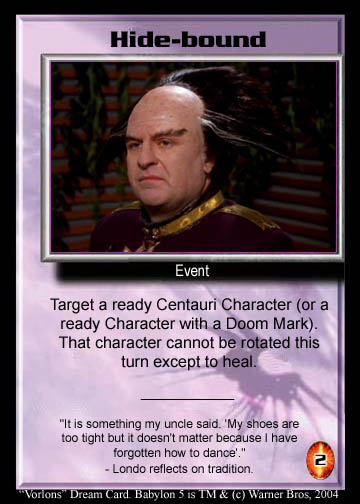 Hide-bound
Event
Target a ready Centauri Character (or a
ready Character with a Doom Mark).
That character cannot be rotated this
turn except to heal.
"It is something my uncle said. 'My shoes are
too tight but it doesn't matter because I have
forgotten how to dance'."
- Londo reflects on tradition.
2
"Vorlons" Dream Card. Babylon 5 is TM & (c) Warner Bros, 2004